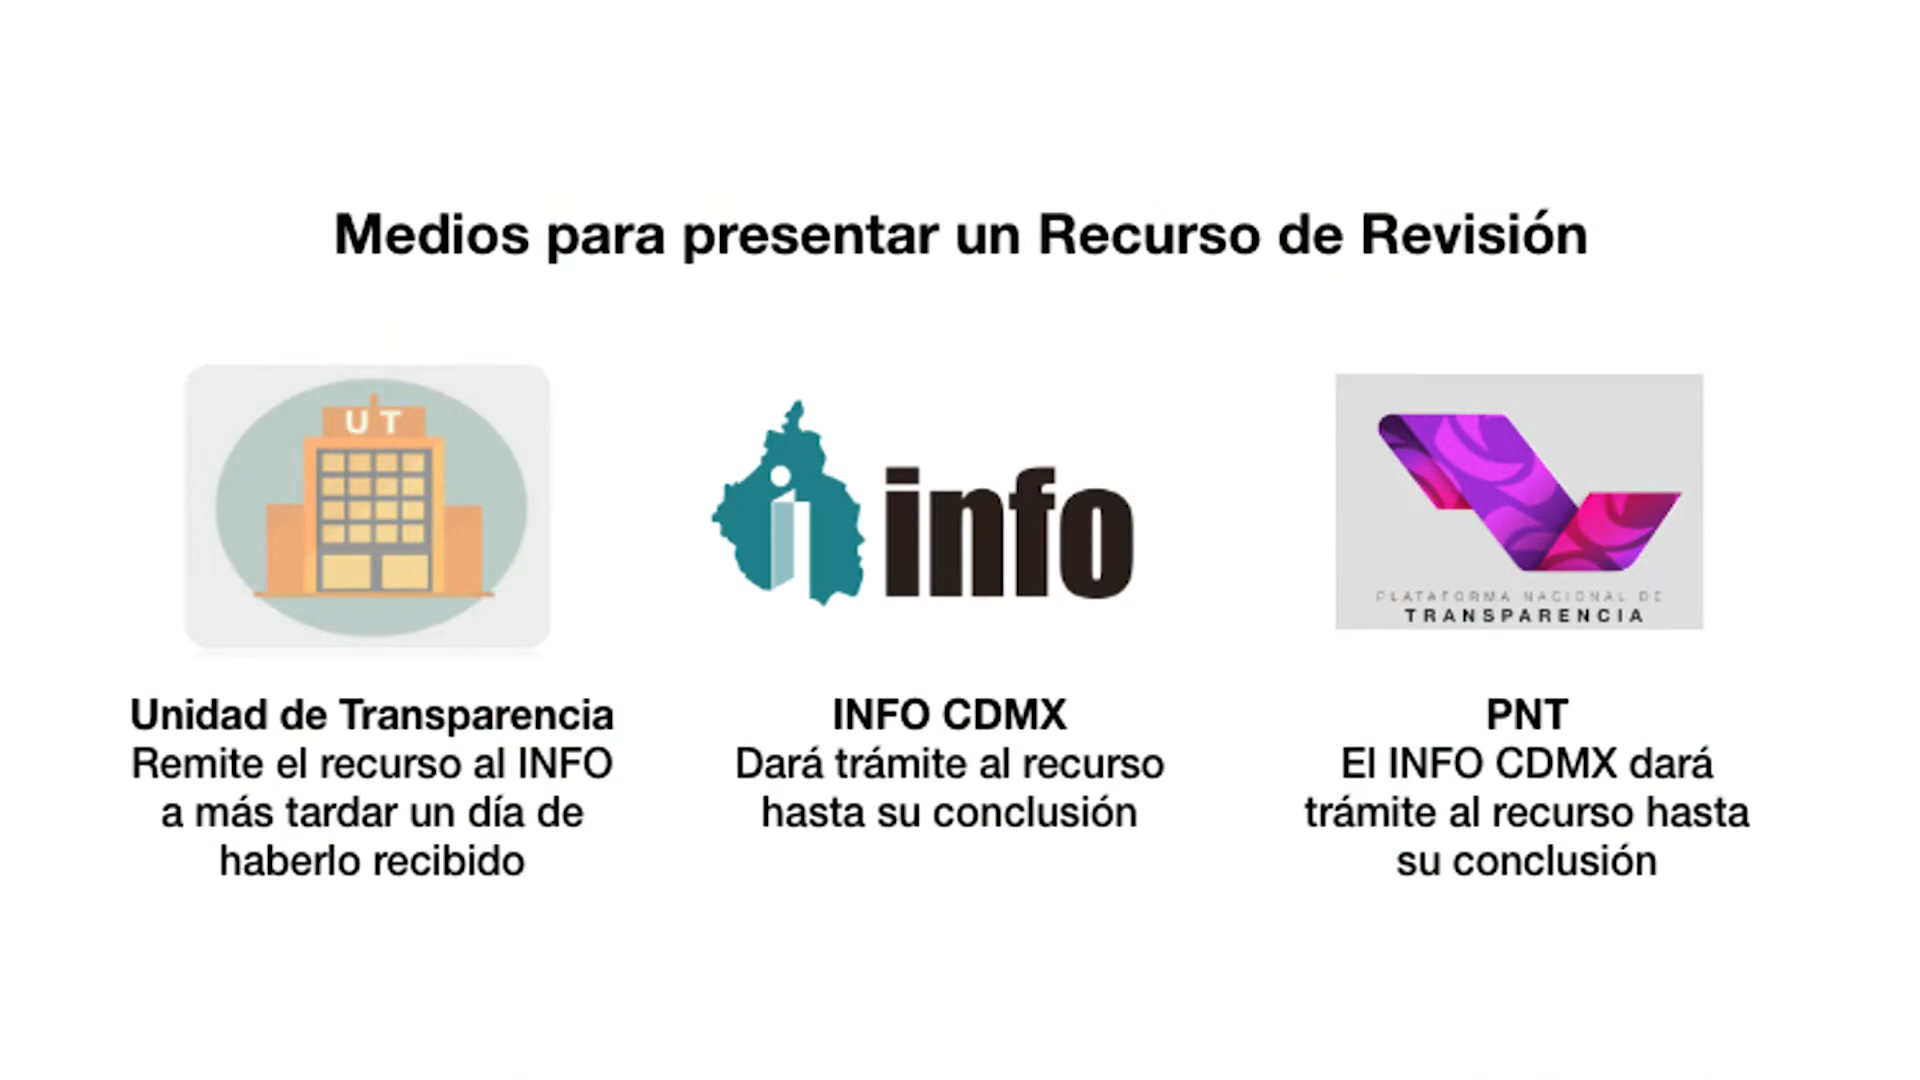 Medios para presentar un Recurso de Revisión
U T
info
PLATAFORMA NACIONAL DE
TRANSPARENCIA
Unidad de Transparencia
Remite el recurso al INFO
a más tardar un día de
haberlo recibido
INFO CDMX
Dará trámite al recurso
hasta su conclusión
PNT
El INFO CDMX dará
trámite al recurso hasta
su conclusión